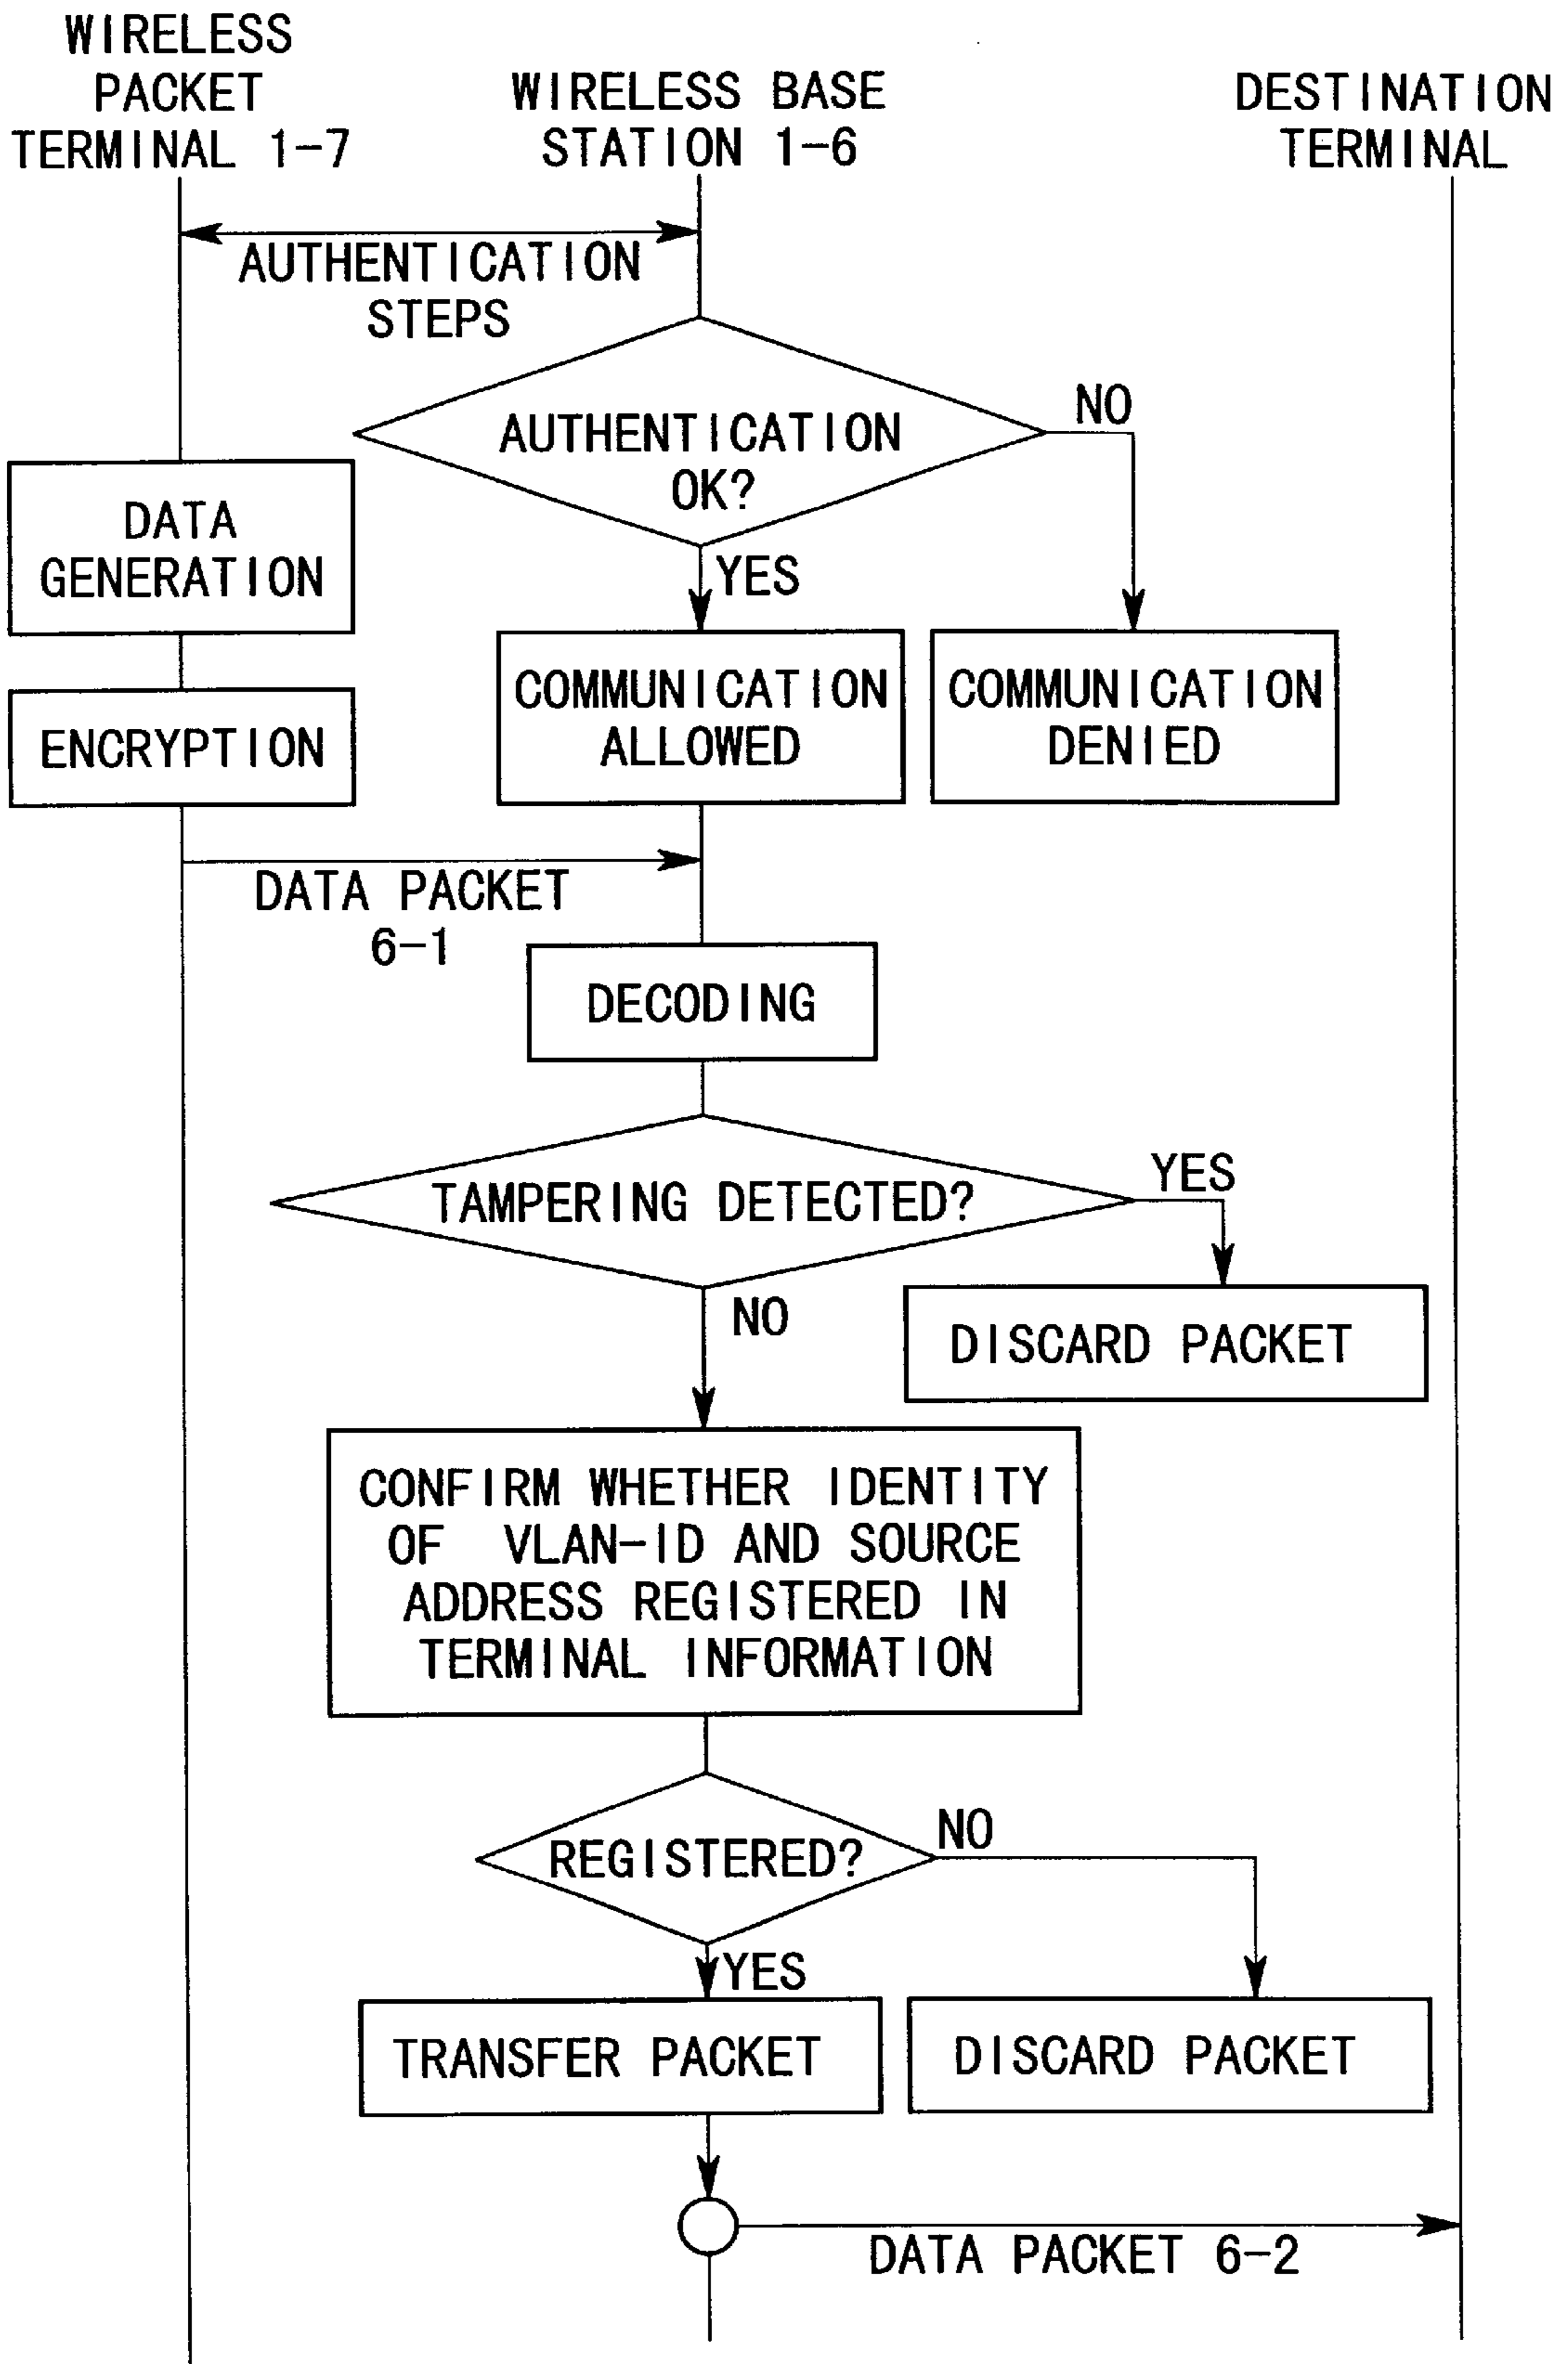 WIRELESS
PACKET
TERMINAL 1-7
WIRELESS BASE
STATION 1-6
DESTINATION
TERMINAL
AUTHENTICATION
STEPS
AUTHENTICATION
OK?
NO
DATA
GENERATION
YES
COMMUNICATION
ALLOWED
COMMUNICATION
DENIED
ENCRYPTION
DATA PACKET
6-1
DECODING
TAMPERING DETECTED?
YES
NO
DISCARD PACKET
CONFIRM WHETHER IDENTITY
OF VLAN-ID AND SOURCE
ADDRESS REGISTERED IN
TERMINAL INFORMATION
REGISTERED?
NO
YES
TRANSFER PACKET
DISCARD PACKET
DATA PACKET 6-2